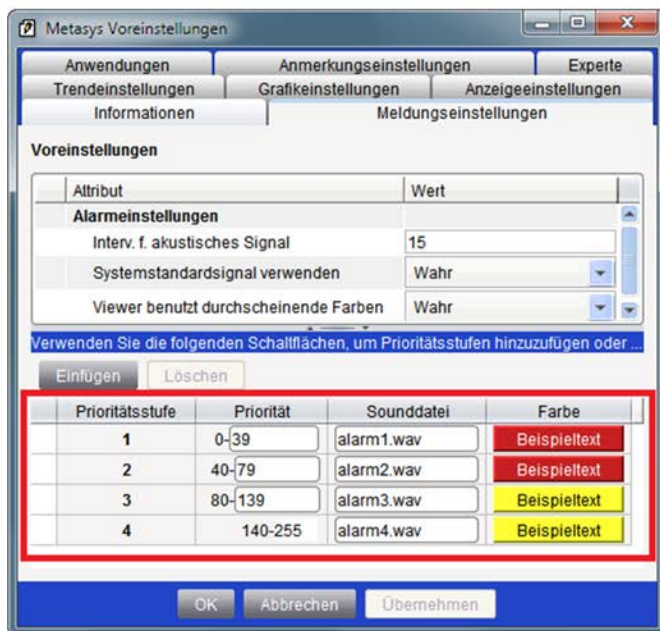 Metasys Voreinstellungen
Anwendungen Anmerkungseinstellungen Experte
Trendeinstellungen Grafikeinstellungen Anzeigeeinstellungen
Informationen Meldungseinstellungen
Voreinstellungen
Attribut Wert
Alarmeinstellungen
Interv. f. akustisches Signal 15
Systemstandardsignal verwenden Wahr
Viewer benutzt durchscheinende Farben Wahr
Verwenden Sie die folgenden Schaltflächen, um Prioritätsstufen hinzuzufügen oder ...
Einfügen Löschen
Prioritätsstufe Priorität Sounddatei Farbe
1 0-39 alarm1.wav Beispieltext
2 40-79 alarm2.wav Beispieltext
3 80-139 alarm3.wav Beispieltext
4 140-255 alarm4.wav Beispieltext
OK Abbrechen Übernehmen